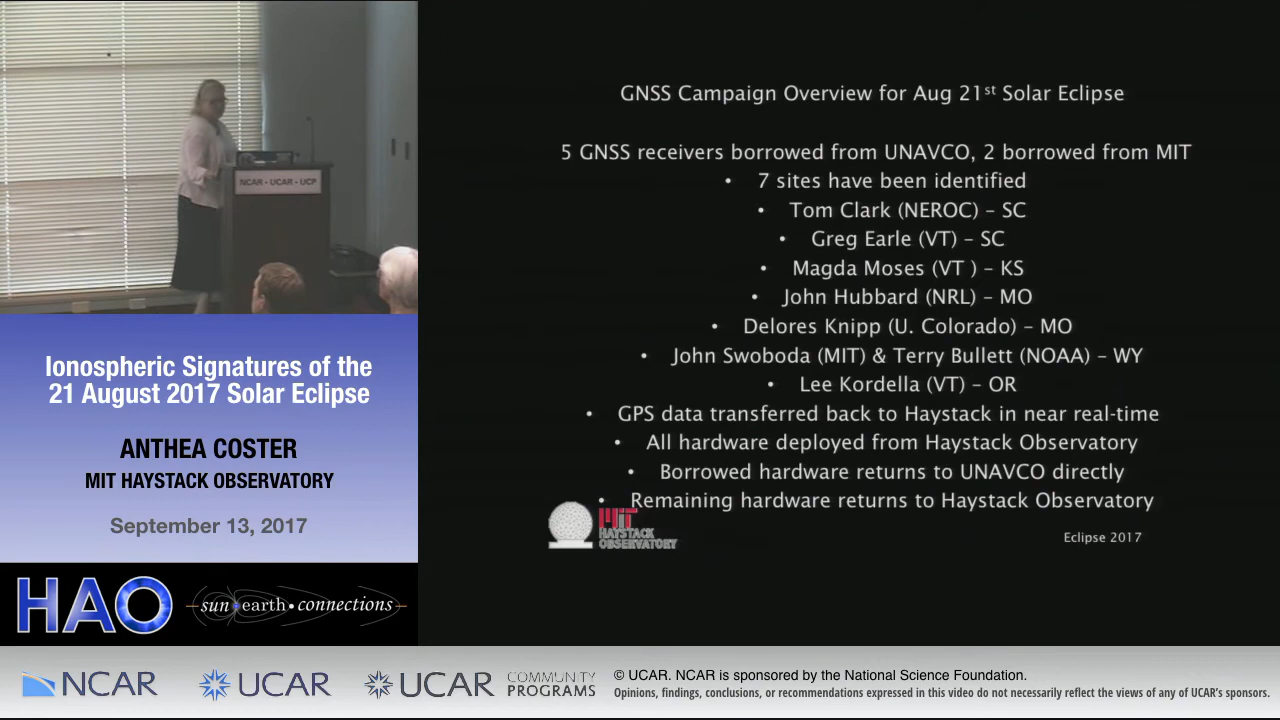 NCAR • UCAR • UCP
Ionospheric Signatures of the
21 August 2017 Solar Eclipse
ANTHEA COSTER
MIT HAYSTACK OBSERVATORY
September 13, 2017
HAO
sun earth connections
GNSS Campaign Overview for Aug 21st Solar Eclipse
5 GNSS receivers borrowed from UNAVCO, 2 borrowed from MIT
• 7 sites have been identified
• Tom Clark (NEROC) – SC
• Greg Earle (VT) – SC
• Magda Moses (VT ) – KS
• John Hubbard (NRL) – MO
• Delores Knipp (U. Colorado) – MO
• John Swoboda (MIT) & Terry Bullett (NOAA) – WY
• Lee Kordella (VT) – OR
• GPS data transferred back to Haystack in near real-time
• All hardware deployed from Haystack Observatory
• Borrowed hardware returns to UNAVCO directly
• Remaining hardware returns to Haystack Observatory
MIT
HAYSTACK
OBSERVATORY
Eclipse 2017
NCAR
UCAR
UCAR
COMMUNITY
PROGRAMS
© UCAR. NCAR is sponsored by the National Science Foundation.
Opinions, findings, conclusions, or recommendations expressed in this video do not necessarily reflect the views of any of UCAR's sponsors.